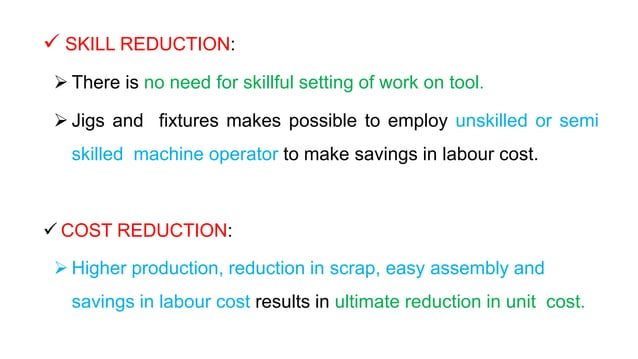 ✓ SKILL REDUCTION:
➢ There is no need for skillful setting of work on tool.
➢ Jigs and fixtures makes possible to employ unskilled or semi
skilled machine operator to make savings in labour cost.
✓ COST REDUCTION:
➢ Higher production, reduction in scrap, easy assembly and
savings in labour cost results in ultimate reduction in unit cost.